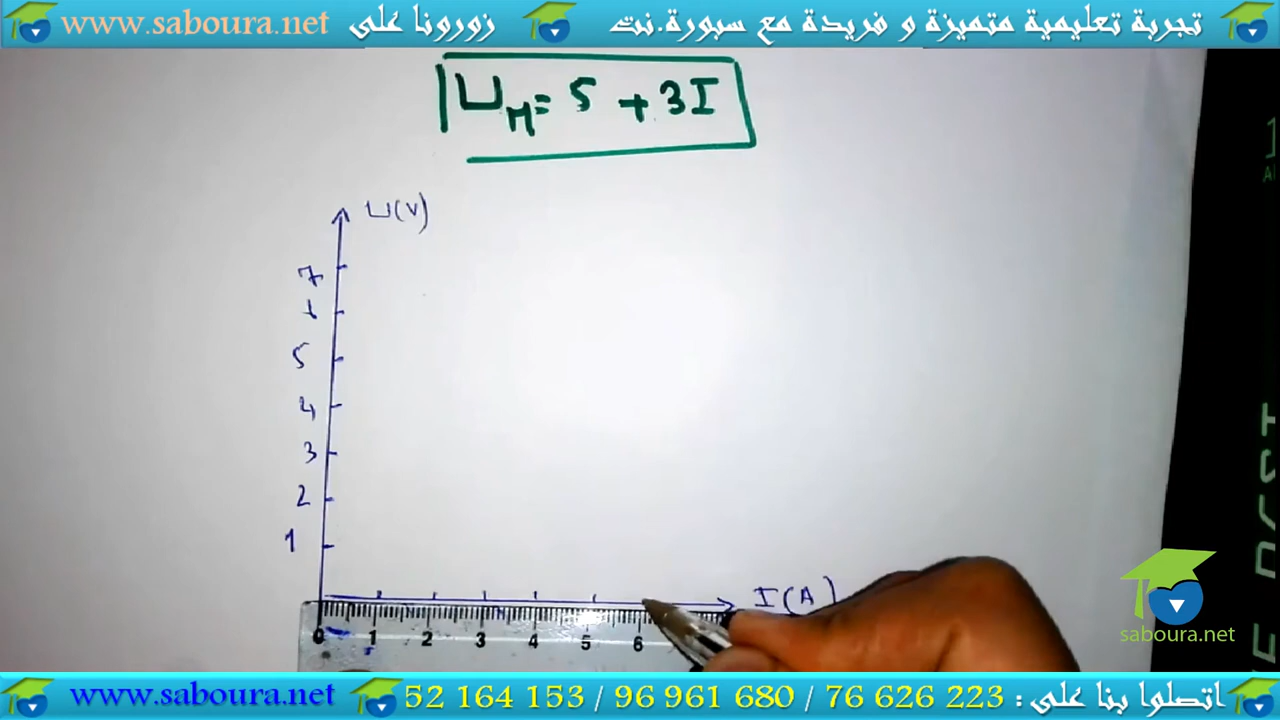 تجربة تعليمية متميزة و فريدة مع سبورة.نت زورونا على www.saboura.net
U_M = 5 + 3I
U(V)
7
6
5
4
3
2
1
I(A)
0 1 2 3 4 5 6
saboura.net
اتصلوا بنا على : 223 626 76 / 680 961 96 / 153 164 52 www.saboura.net